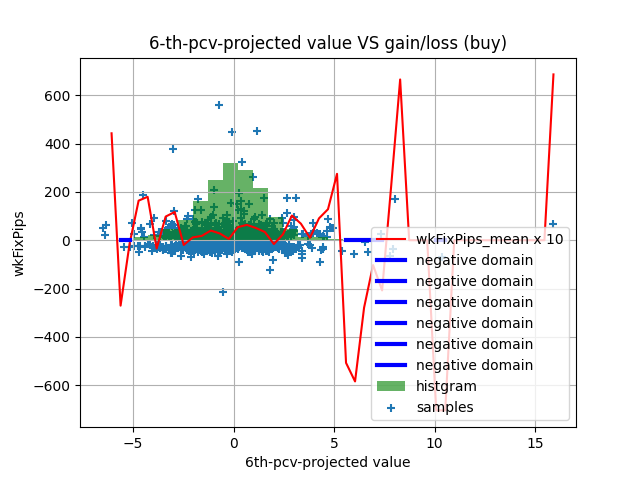 6-th-pcv-projected value VS gain/loss (buy)
600
400
200
0
−200
−400
−600
wkFixPips
−5
0
5
10
15
6th-pcv-projected value
wkFixPips_mean x 10
negative domain
negative domain
negative domain
negative domain
negative domain
negative domain
histgram
samples